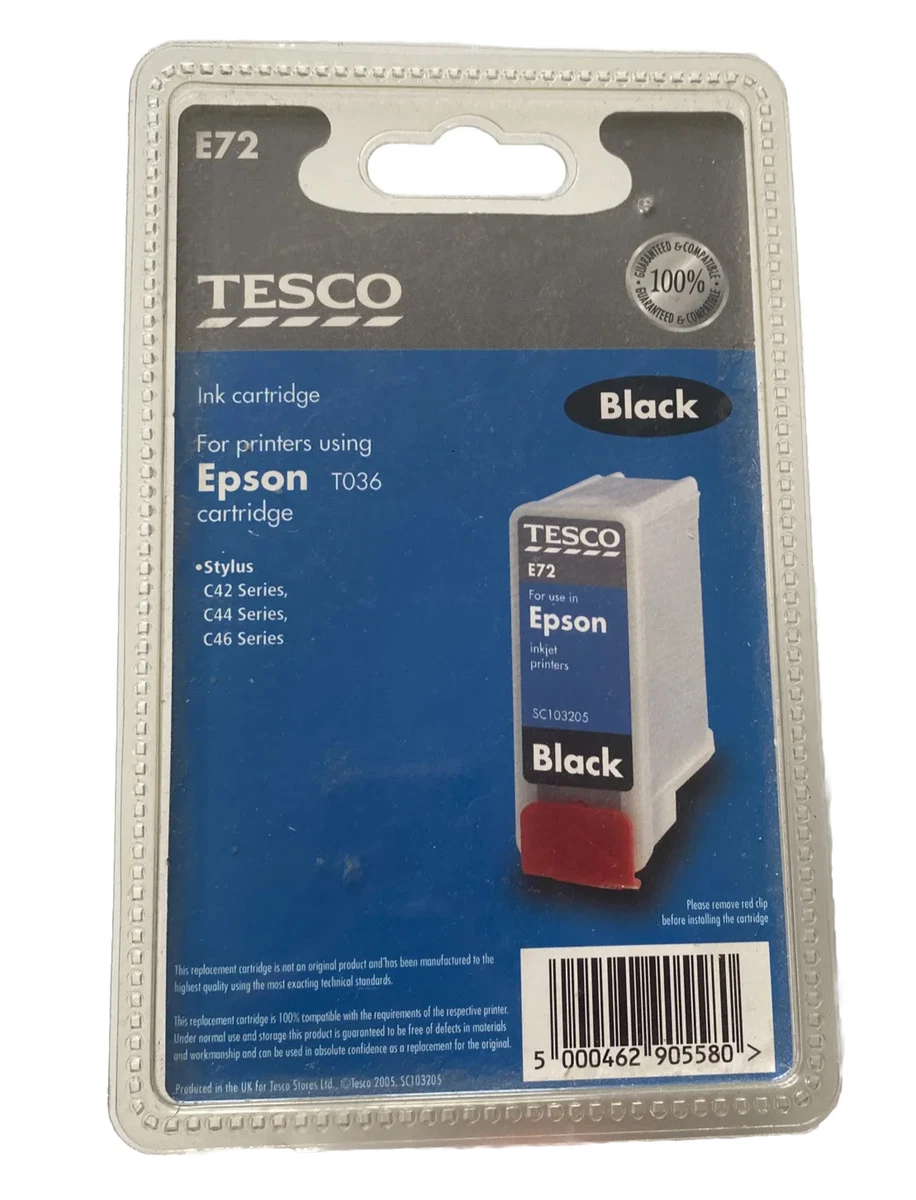 E72
TESCO
GUARANTEED & COMPATIBLE
100%
GUARANTEED & COMPATIBLE
Ink cartridge
Black
For printers using
Epson T036
cartridge
•Stylus
C42 Series,
C44 Series,
C46 Series
TESCO
E72
For use in
Epson
inkjet
printers
SC103205
Black
Please remove red clip
before installing the cartridge
This replacement cartridge is not an original product and has been manufactured to the
highest quality using the most exacting technical standards.
This replacement cartridge is 100% compatible with the requirements of the respective printer.
Under normal use and storage this product is guaranteed to be free of defects in materials
and workmanship and can be used in absolute confidence as a replacement for the original.
Produced in the UK for Tesco Stores Ltd., ©Tesco 2005. SC103205
5 000462 905580 >